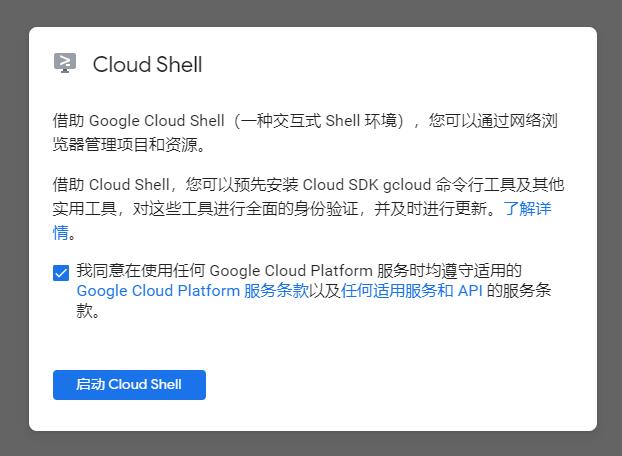 Cloud Shell
借助 Google Cloud Shell（一种交互式 Shell 环境），您可以通过网络浏
览器管理项目和资源。
借助 Cloud Shell，您可以预先安装 Cloud SDK gcloud 命令行工具及其他
实用工具，对这些工具进行全面的身份验证，并及时进行更新。了解详
情。
我同意在使用任何 Google Cloud Platform 服务时均遵守适用的
Google Cloud Platform 服务条款以及任何适用服务和 API 的服务条
款。
启动 Cloud Shell